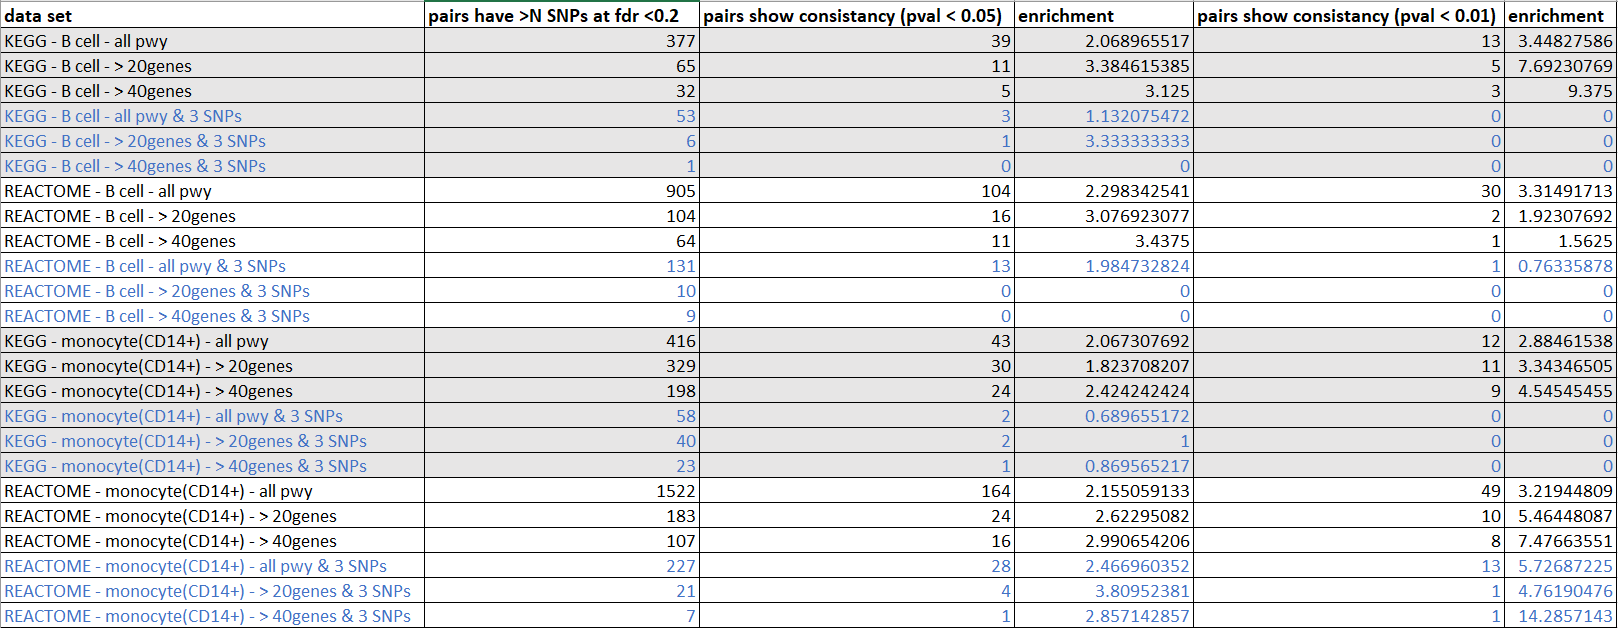 data set pairs have >N SNPs at fdr <0.2 pairs show consistancy (pval < 0.05) enrichment pairs show consistancy (pval < 0.01) enrichment
KEGG - B cell - all pwy 377 39 2.068965517 13 3.44827586
KEGG - B cell - > 20genes 65 11 3.384615385 5 7.69230769
KEGG - B cell - > 40genes 32 5 3.125 3 9.375
KEGG - B cell - all pwy & 3 SNPs 53 3 1.132075472 0 0
KEGG - B cell - > 20genes & 3 SNPs 6 1 3.333333333 0 0
KEGG - B cell - > 40genes & 3 SNPs 1 0 0 0 0
REACTOME - B cell - all pwy 905 104 2.298342541 30 3.31491713
REACTOME - B cell - > 20genes 104 16 3.076923077 2 1.92307692
REACTOME - B cell - > 40genes 64 11 3.4375 1 1.5625
REACTOME - B cell - all pwy & 3 SNPs 131 13 1.984732824 1 0.76335878
REACTOME - B cell - > 20genes & 3 SNPs 10 0 0 0 0
REACTOME - B cell - > 40genes & 3 SNPs 9 0 0 0 0
KEGG - monocyte(CD14+) - all pwy 416 43 2.067307692 12 2.88461538
KEGG - monocyte(CD14+) - > 20genes 329 30 1.823708207 11 3.34346505
KEGG - monocyte(CD14+) - > 40genes 198 24 2.424242424 9 4.54545455
KEGG - monocyte(CD14+) - all pwy & 3 SNPs 58 2 0.689655172 0 0
KEGG - monocyte(CD14+) - > 20genes & 3 SNPs 40 2 1 0 0
KEGG - monocyte(CD14+) - > 40genes & 3 SNPs 23 1 0.869565217 0 0
REACTOME - monocyte(CD14+) - all pwy 1522 164 2.155059133 49 3.21944809
REACTOME - monocyte(CD14+) - > 20genes 183 24 2.62295082 10 5.46448087
REACTOME - monocyte(CD14+) - > 40genes 107 16 2.990654206 8 7.47663551
REACTOME - monocyte(CD14+) - all pwy & 3 SNPs 227 28 2.466960352 13 5.72687225
REACTOME - monocyte(CD14+) - > 20genes & 3 SNPs 21 4 3.80952381 1 4.76190476
REACTOME - monocyte(CD14+) - > 40genes & 3 SNPs 7 1 2.857142857 1 14.2857143